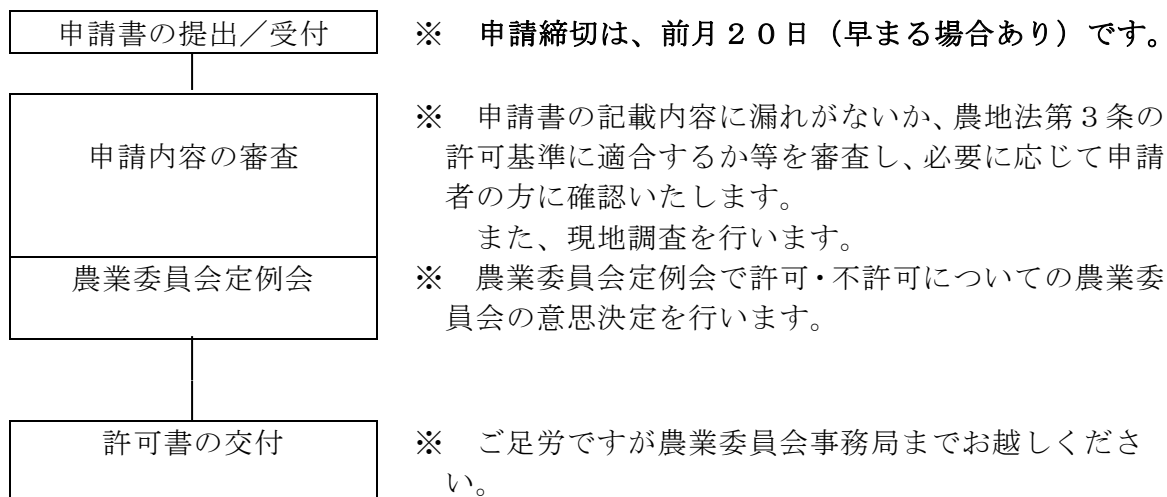 申請書の提出／受付
※　申請締切は、前月２０日（早まる場合あり）です。
申請内容の審査
※　申請書の記載内容に漏れがないか、農地法第３条の
許可基準に適合するか等を審査し、必要に応じて申請
者の方に確認いたします。
また、現地調査を行います。
農業委員会定例会
※　農業委員会定例会で許可・不許可についての農業委
員会の意思決定を行います。
許可書の交付
※　ご足労ですが農業委員会事務局までお越しくださ
い。